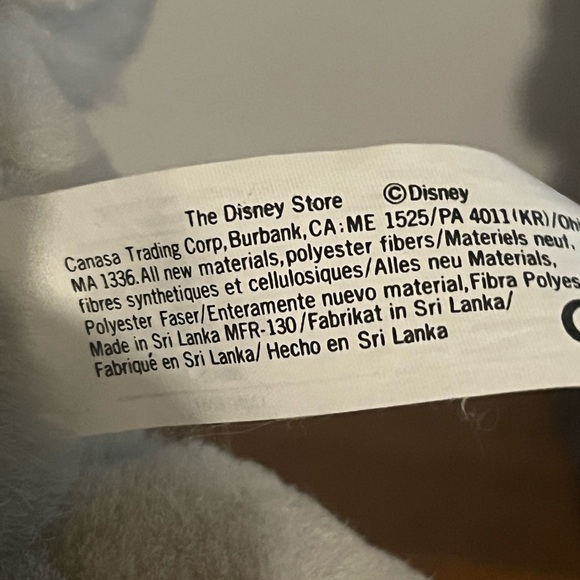 The Disney Store ©Disney
Canasa Trading Corp, Burbank, CA: ME 1525/PA 4011 (KR)/Oh
MA 1336. All new materials, polyester fibers/Materiels neuf,
fibres synthetiques et cellulosiques/Alles neu Materials,
Polyester Faser/Enteramente nuevo material, Fibra Polyes
Made in Sri Lanka MFR-130/Fabrikat in Sri Lanka/
Fabriqué en Sri Lanka/ Hecho en Sri Lanka